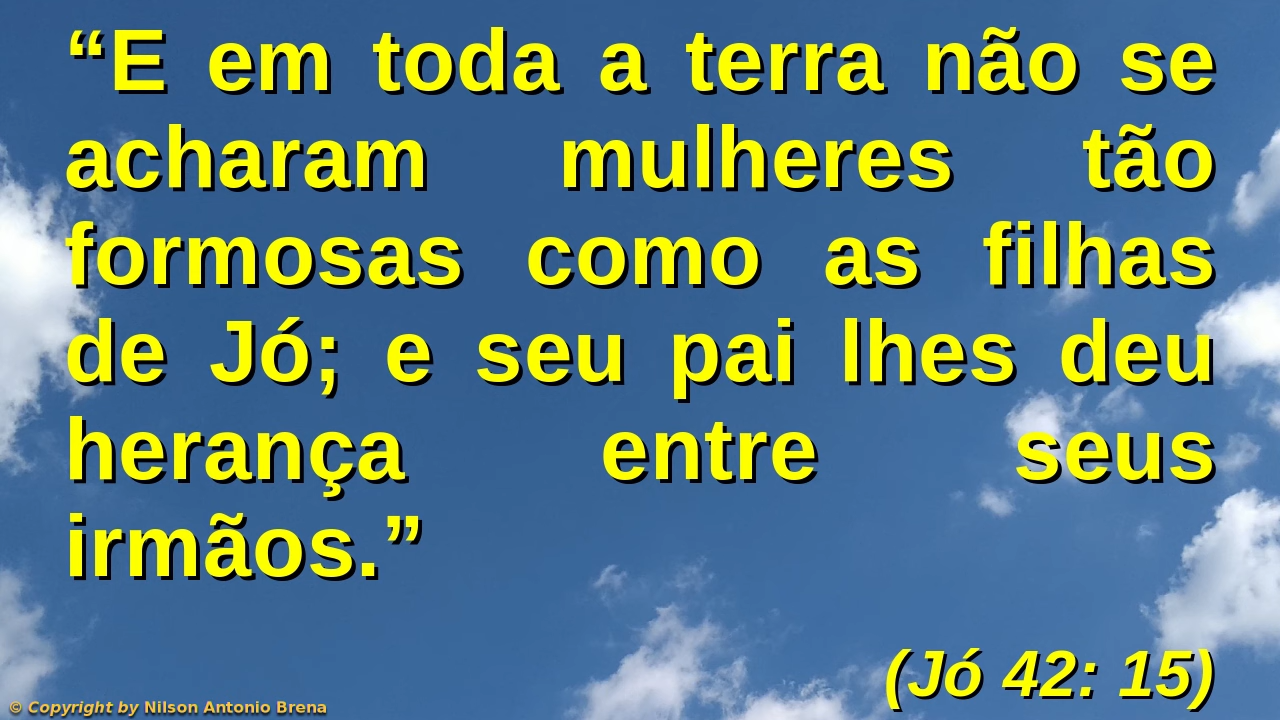 “E em toda a terra não se
acharam mulheres tão
formosas como as filhas
de Jó; e seu pai lhes deu
herança entre seus
irmãos.”
(Jó 42: 15)
© Copyright by Nilson Antonio Brena